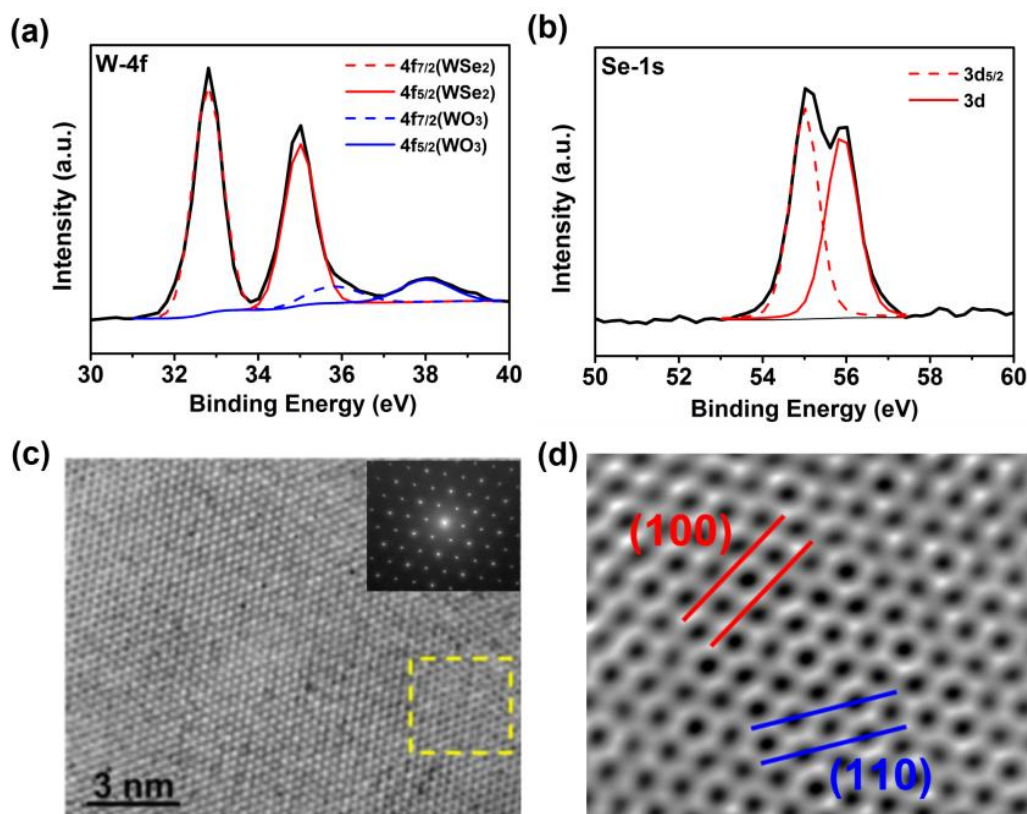 (a)
W-4f
4f7/2(WSe2)
4f5/2(WSe2)
4f7/2(WO3)
4f5/2(WO3)
Intensity (a.u.)
30 32 34 36 38 40
Binding Energy (eV)
(b)
Se-1s
3d5/2
3d
Intensity (a.u.)
50 52 54 56 58 60
Binding Energy (eV)
(c)
3 nm
(d)
(100)
(110)